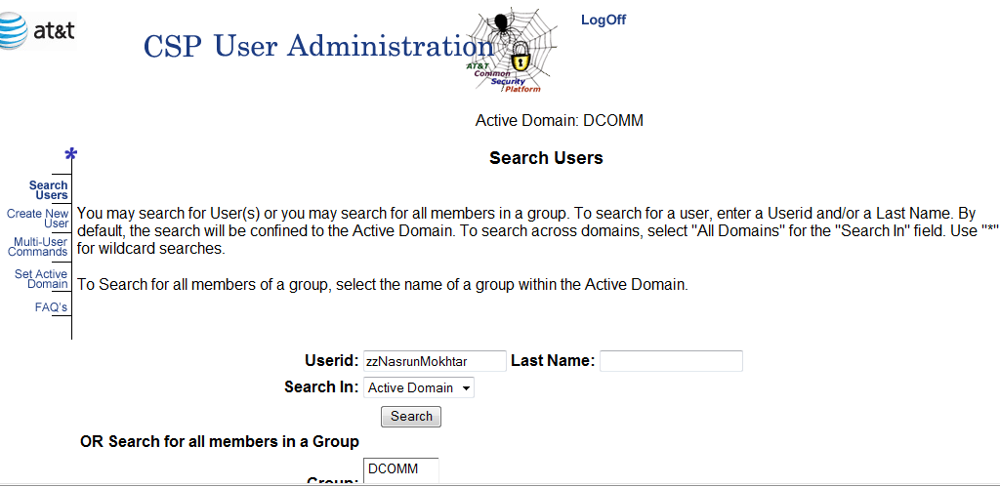 at&t
CSP User Administration
LogOff
AT&T
Common
Security
Platform
Active Domain: DCOMM
*
Search Users
Search
Users
Create New
User
Multi-User
Commands
Set Active
Domain
FAQ's
You may search for User(s) or you may search for all members in a group. To search for a user, enter a Userid and/or a Last Name. By
default, the search will be confined to the Active Domain. To search across domains, select "All Domains" for the "Search In" field. Use "*"
for wildcard searches.
To Search for all members of a group, select the name of a group within the Active Domain.
Userid: zzNasrunMokhtar Last Name:
Search In: Active Domain
Search
OR Search for all members in a Group
Group: DCOMM